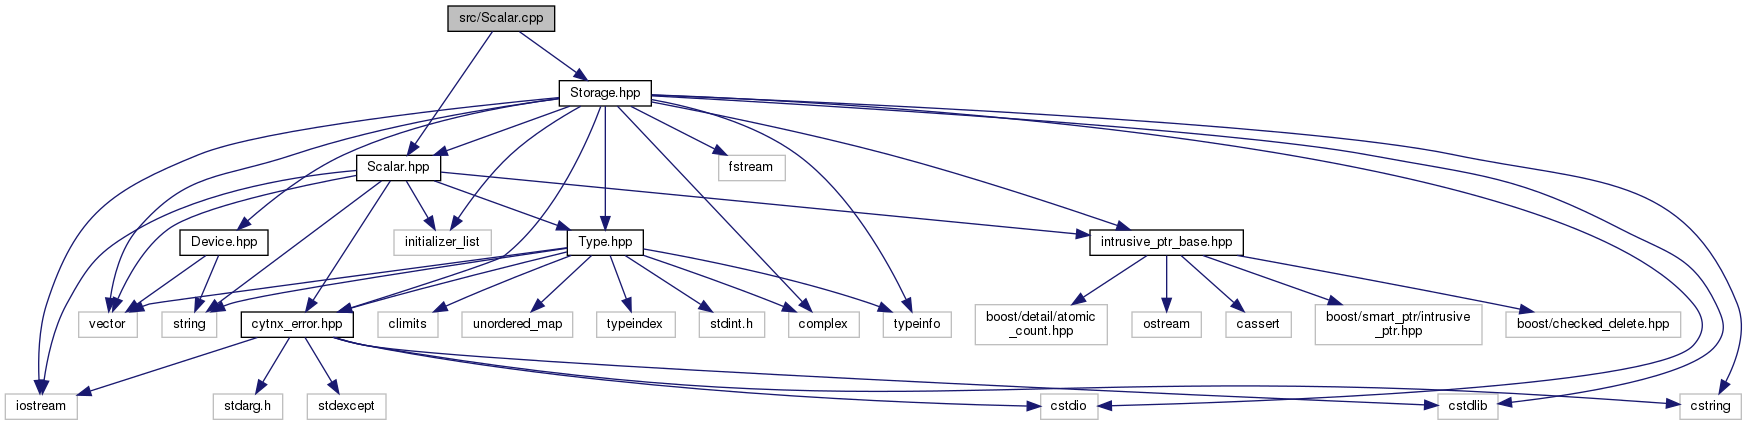 src/Scalar.cpp
Storage.hpp
Scalar.hpp
fstream
Device.hpp
initializer_list
Type.hpp
intrusive_ptr_base.hpp
vector
string
cytnx_error.hpp
climits
unordered_map
typeindex
stdint.h
complex
typeinfo
boost/detail/atomic
_count.hpp
ostream
cassert
boost/smart_ptr/intrusive
_ptr.hpp
boost/checked_delete.hpp
iostream
stdarg.h
stdexcept
cstdio
cstdlib
cstring